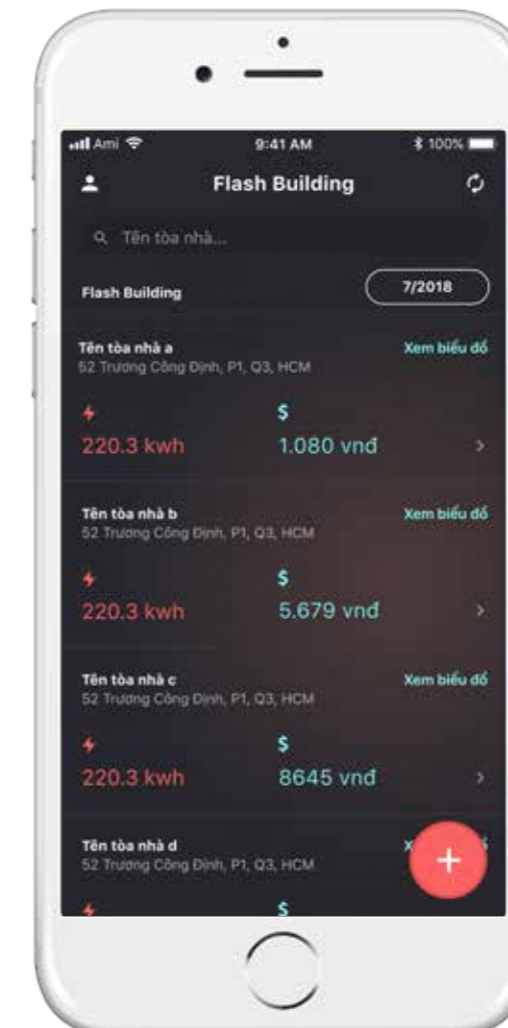 Ami 9:41 AM 100%
Flash Building
Tên tòa nhà...
Flash Building 7/2018
Tên tòa nhà a Xem biểu đồ
52 Trương Công Định, P1, Q3, HCM
$
220.3 kwh 1.080 vnđ
Tên tòa nhà b Xem biểu đồ
52 Trương Công Định, P1, Q3, HCM
$
220.3 kwh 5.679 vnđ
Tên tòa nhà c Xem biểu đồ
52 Trương Công Định, P1, Q3, HCM
$
220.3 kwh 8645 vnđ
Tên tòa nhà d
52 Trương Công Định, P1, Q3, HCM
+
$